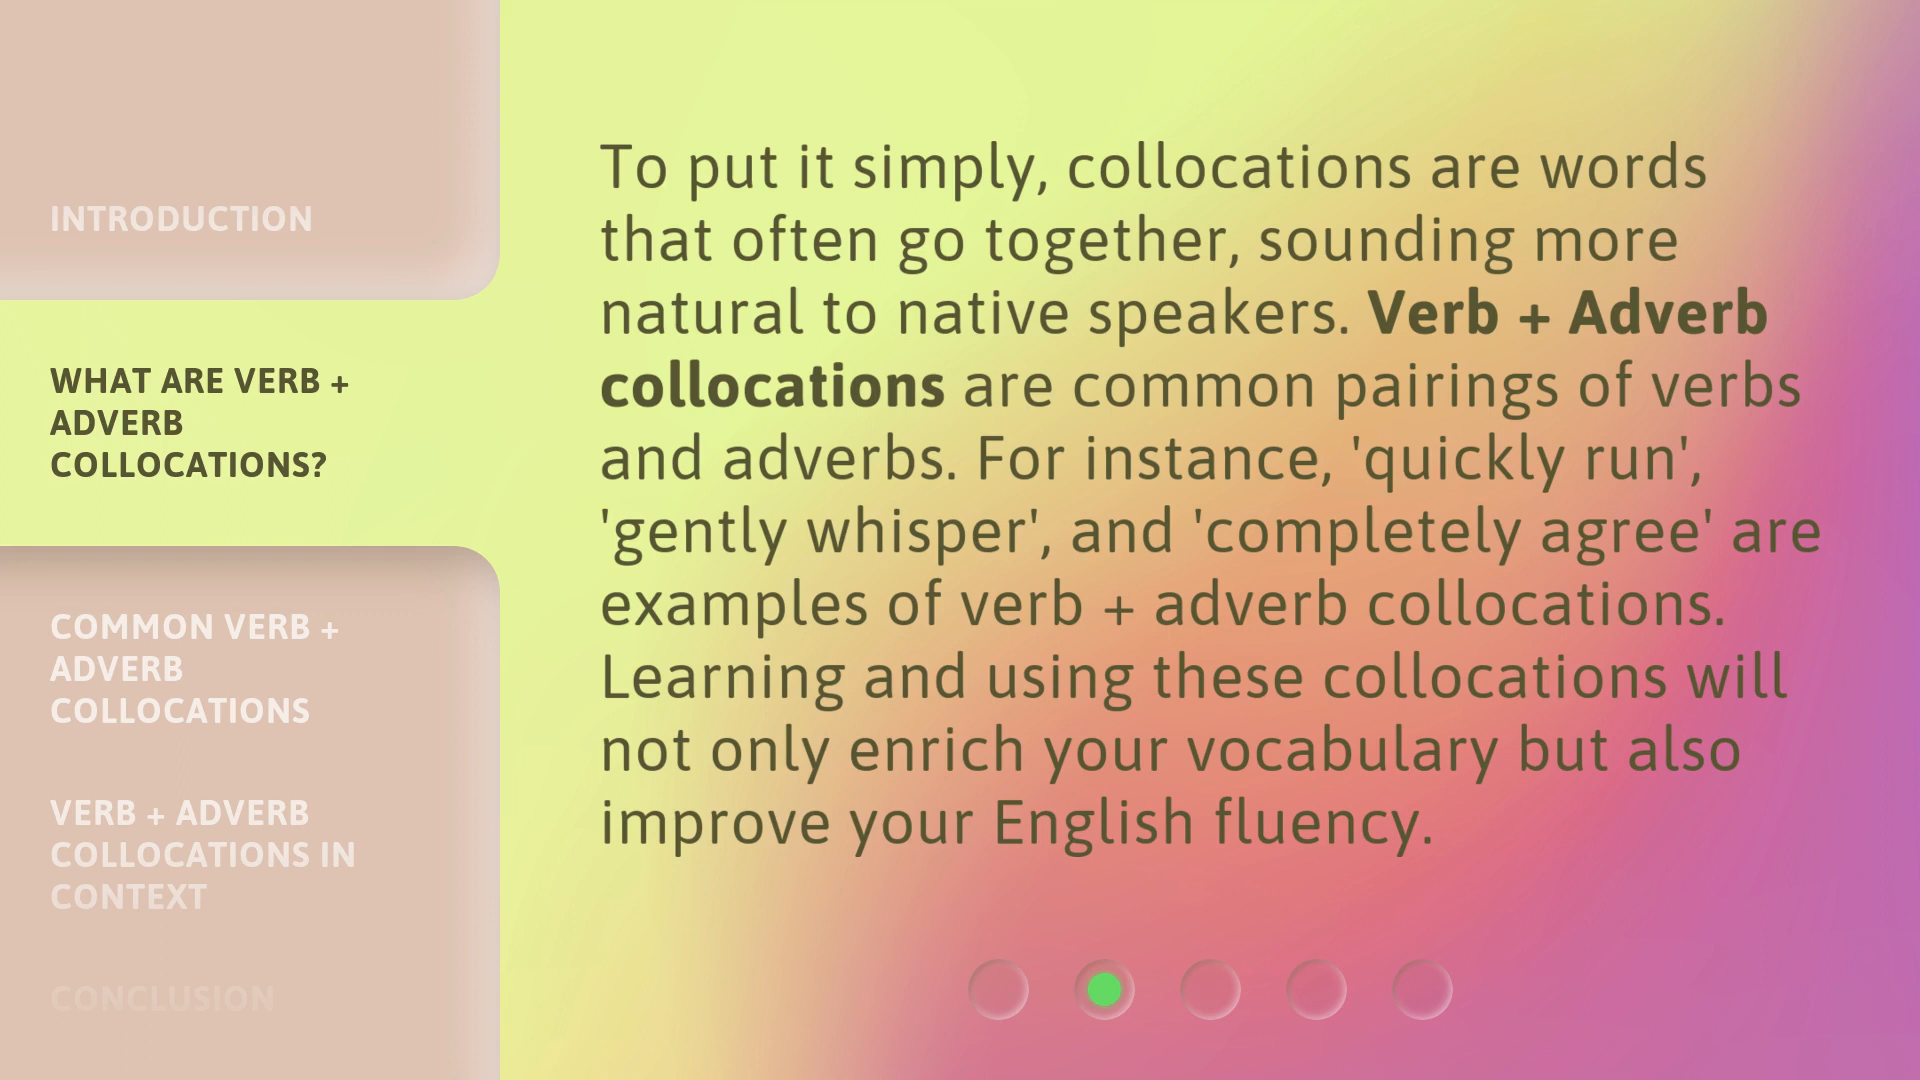 INTRODUCTION
WHAT ARE VERB +
ADVERB
COLLOCATIONS?
COMMON VERB +
ADVERB
COLLOCATIONS
VERB + ADVERB
COLLOCATIONS IN
CONTEXT
CONCLUSION
To put it simply, collocations are words
that often go together, sounding more
natural to native speakers. Verb + Adverb
collocations are common pairings of verbs
and adverbs. For instance, 'quickly run',
'gently whisper', and 'completely agree' are
examples of verb + adverb collocations.
Learning and using these collocations will
not only enrich your vocabulary but also
improve your English fluency.